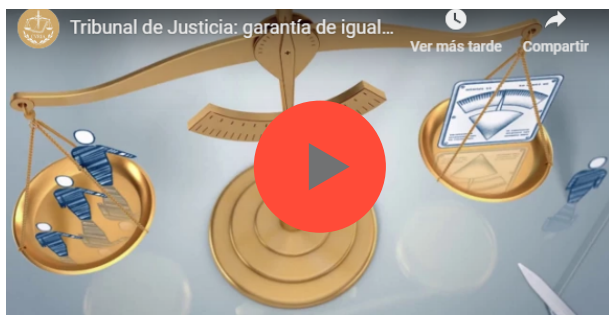 Tribunal de Justicia: garantía de igual...
Ver más tarde
Compartir